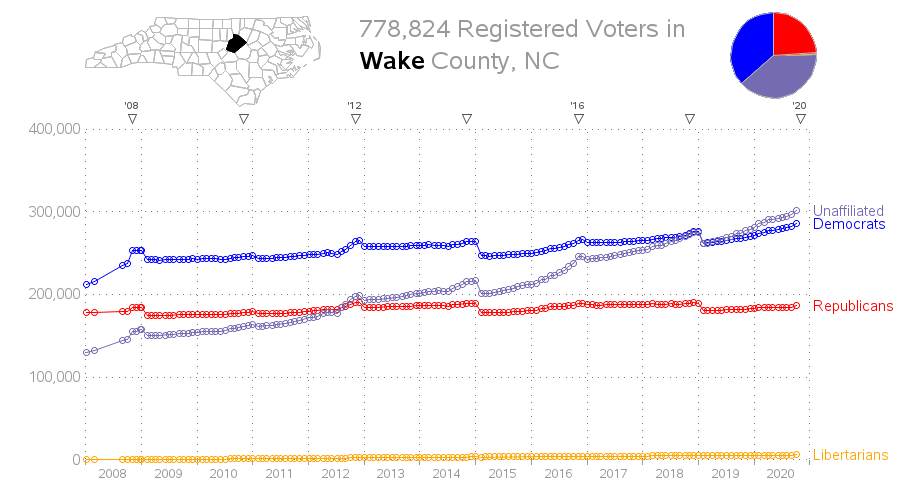 778,824 Registered Voters in
Wake County, NC
'08 '12 '16 '20
400,000
300,000
200,000
100,000
0
Unaffiliated
Democrats
Republicans
Libertarians
2008 2009 2010 2011 2012 2013 2014 2015 2016 2017 2018 2019 2020